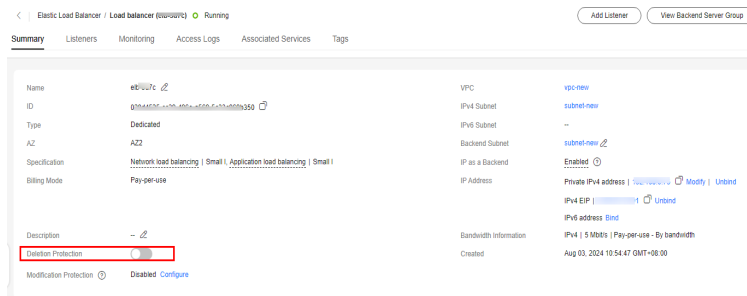 Elastic Load Balancer / Load balancer Running
Add Listener
View Backend Server Group
Summary Listeners Monitoring Access Logs Associated Services Tags
Name
VPC vpc-new
ID
IPv4 Subnet subnet-new
Type Dedicated
IPv6 Subnet --
AZ AZ2
Backend Subnet subnet-new
Specification Network load balancing | Small I, Application load balancing | Small I
IP as a Backend Enabled
Billing Mode Pay-per-use
IP Address Private IPv4 address | Modify | Unbind
IPv4 EIP | Unbind
IPv6 address Bind
Description --
Bandwidth Information IPv4 | 5 Mbit/s | Pay-per-use - By bandwidth
Deletion Protection
Created Aug 03, 2024 10:54:47 GMT+08:00
Modification Protection Disabled Configure